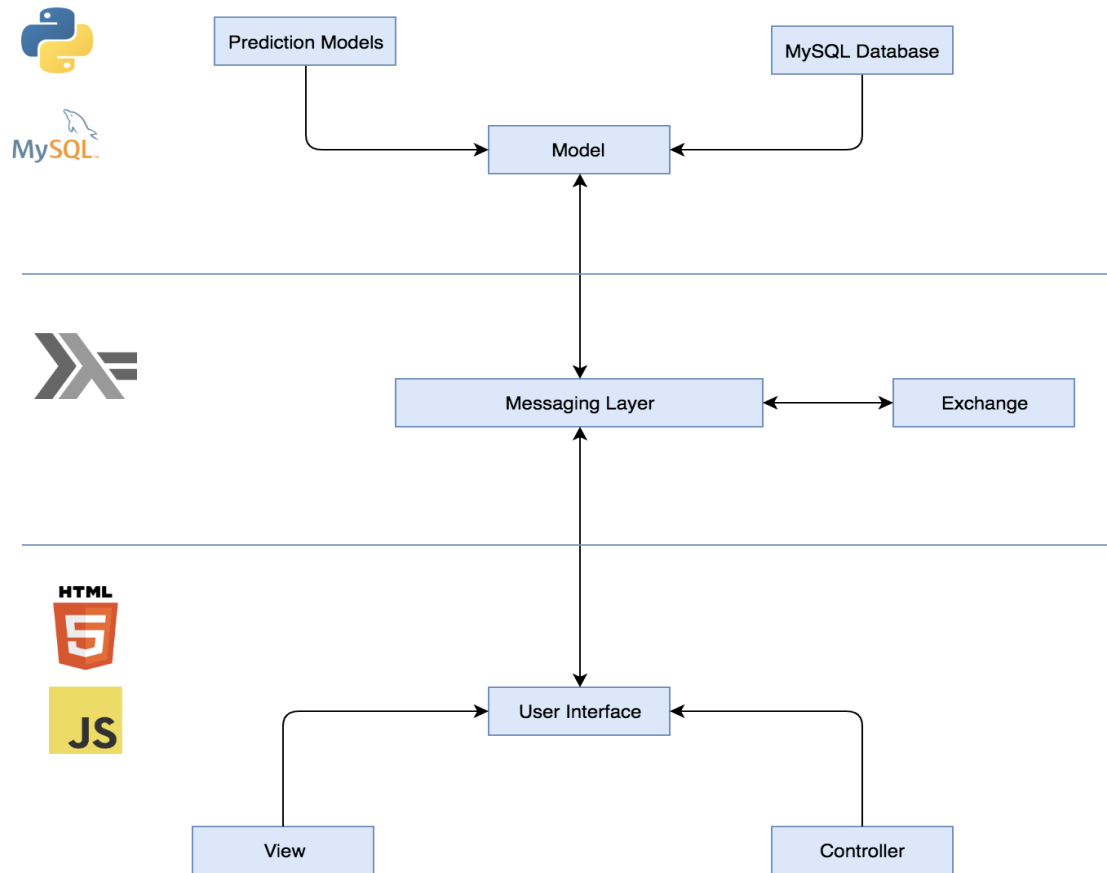 Prediction Models
MySQL Database
MySQL
Model
Messaging Layer
Exchange
HTML
5
JS
User Interface
View
Controller